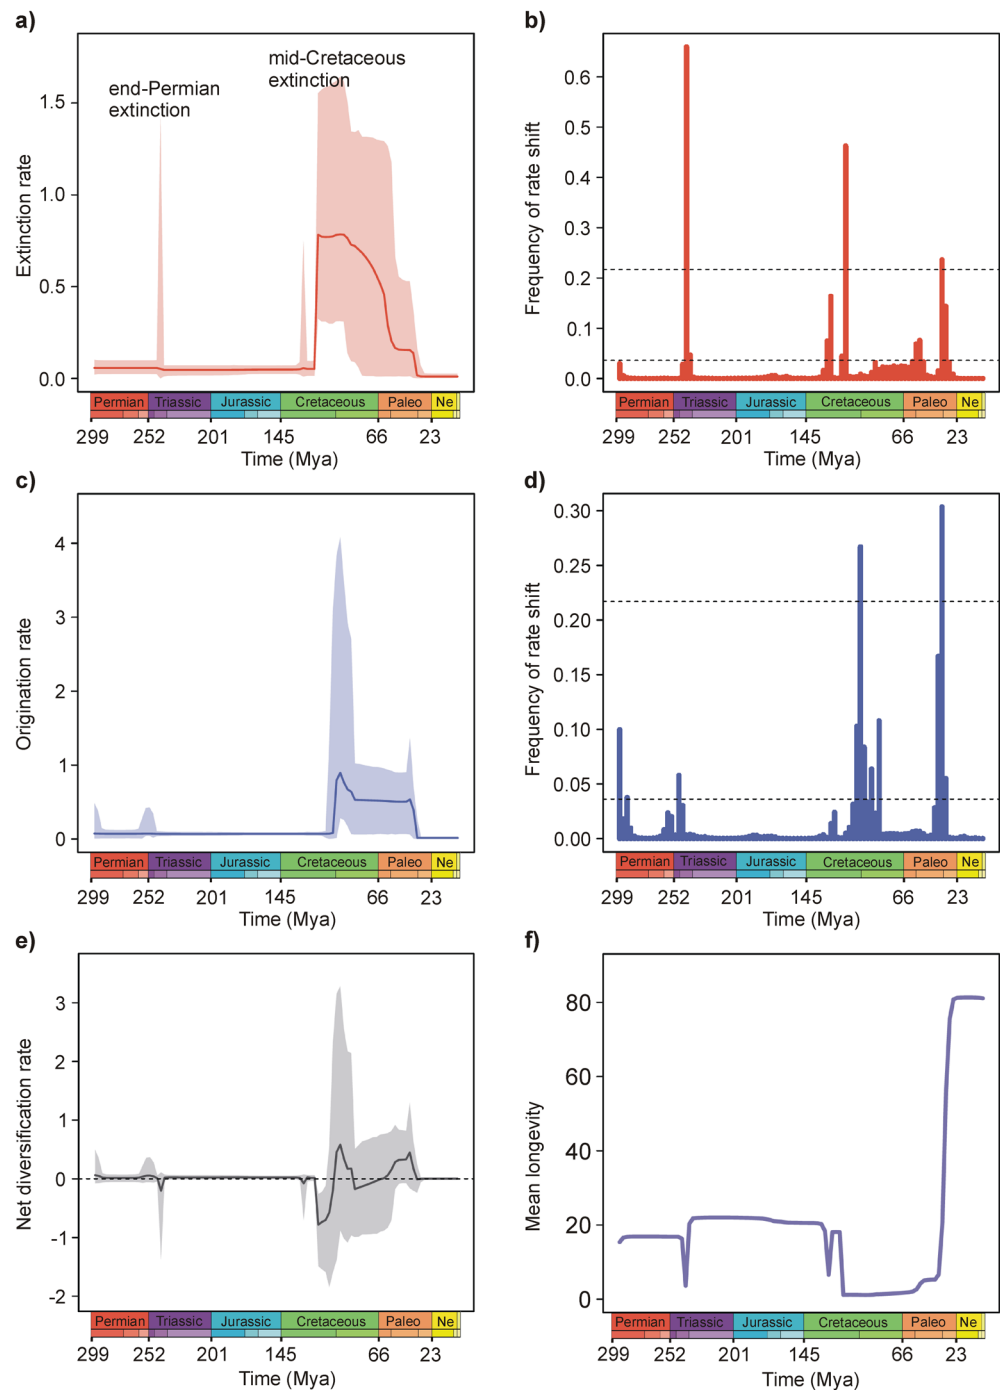 a)
Extinction rate
1.5
1.0
0.5
0.0
end-Permian
extinction
mid-Cretaceous
extinction
Permian Triassic Jurassic Cretaceous Paleo Ne
299 252 201 145 66 23
Time (Mya)
b)
Frequency of rate shift
0.6
0.5
0.4
0.3
0.2
0.1
0.0
Permian Triassic Jurassic Cretaceous Paleo Ne
299 252 201 145 66 23
Time (Mya)
c)
Origination rate
4
3
2
1
0
Permian Triassic Jurassic Cretaceous Paleo Ne
299 252 201 145 66 23
Time (Mya)
d)
Frequency of rate shift
0.30
0.25
0.20
0.15
0.10
0.05
0.00
Permian Triassic Jurassic Cretaceous Paleo Ne
299 252 201 145 66 23
Time (Mya)
e)
Net diversification rate
3
2
1
0
-1
-2
Permian Triassic Jurassic Cretaceous Paleo Ne
299 252 201 145 66 23
Time (Mya)
f)
Mean longevity
80
60
40
20
0
Permian Triassic Jurassic Cretaceous Paleo Ne
299 252 201 145 66 23
Time (Mya)